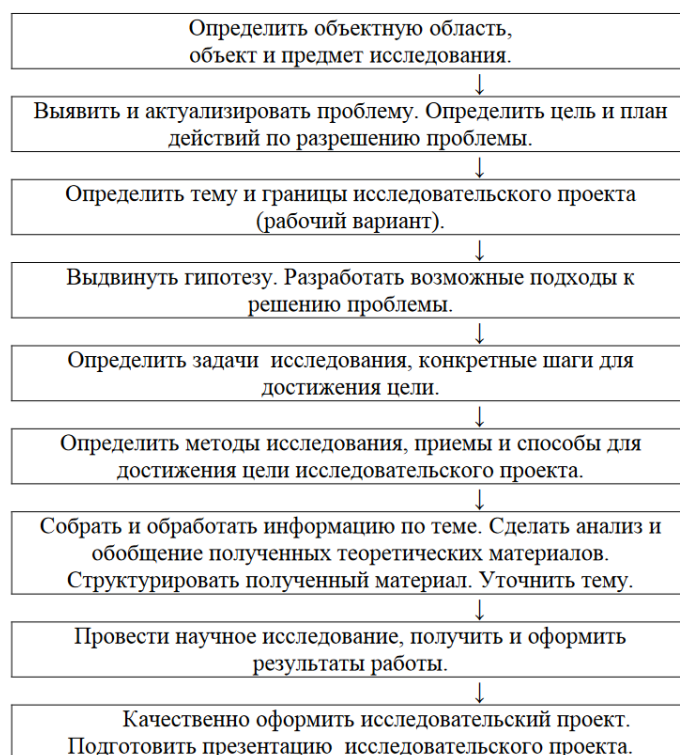 Определить объектную область,
объект и предмет исследования.
↓
Выявить и актуализировать проблему. Определить цель и план
действий по разрешению проблемы.
↓
Определить тему и границы исследовательского проекта
(рабочий вариант).
↓
Выдвинуть гипотезу. Разработать возможные подходы к
решению проблемы.
↓
Определить задачи исследования, конкретные шаги для
достижения цели.
↓
Определить методы исследования, приемы и способы для
достижения цели исследовательского проекта.
↓
Собрать и обработать информацию по теме. Сделать анализ и
обобщение полученных теоретических материалов.
Структурировать полученный материал. Уточнить тему.
↓
Провести научное исследование, получить и оформить
результаты работы.
↓
Качественно оформить исследовательский проект.
Подготовить презентацию исследовательского проекта.